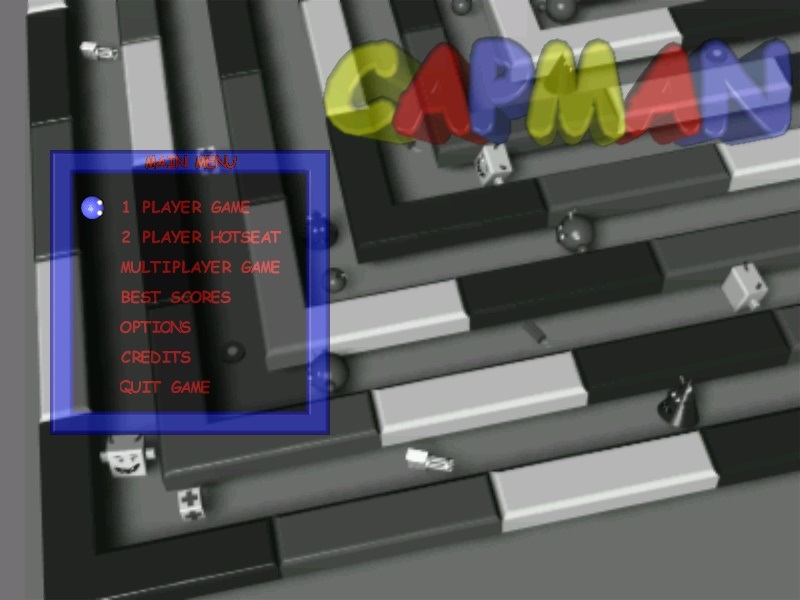 CAPMAN
MAIN MENU
1 PLAYER GAME
2 PLAYER HOTSEAT
MULTIPLAYER GAME
BEST SCORES
OPTIONS
CREDITS
QUIT GAME